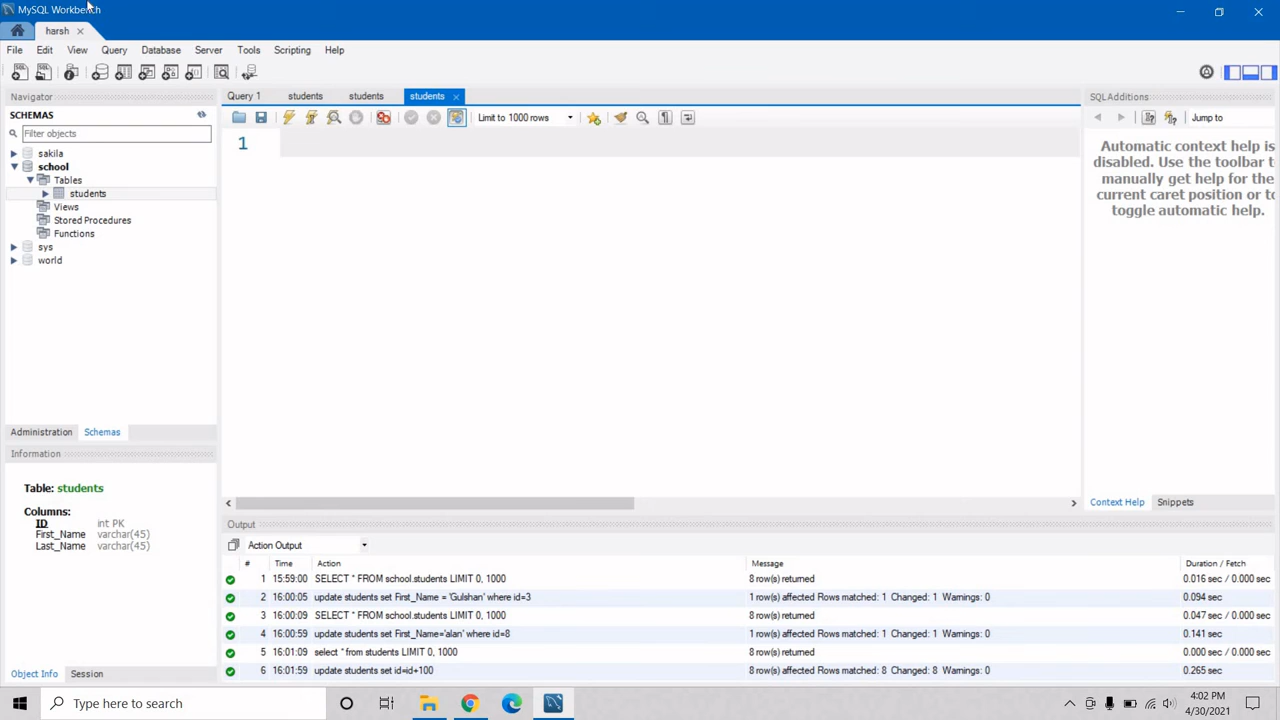 MySQL Workbench
harsh
File Edit View Query Database Server Tools Scripting Help
Navigator
SCHEMAS
Filter objects
sakila
school
Tables
students
Views
Stored Procedures
Functions
sys
world
Administration Schemas
Information
Table: students
Columns:
ID int PK
First_Name varchar(45)
Last_Name varchar(45)
Object Info Session
Query 1 students students students
Limit to 1000 rows
1
SQLAdditions
Jump to
Automatic context help is
disabled. Use the toolbar t
manually get help for the
current caret position or to
toggle automatic help.
Context Help Snippets
Output
Action Output
# Time Action Message Duration / Fetch
1 15:59:00 SELECT * FROM school.students LIMIT 0, 1000 8 row(s) returned 0.016 sec / 0.000 sec
2 16:00:05 update students set First_Name = 'Gulshan' where id=3 1 row(s) affected Rows matched: 1 Changed: 1 Warnings: 0 0.094 sec
3 16:00:09 SELECT * FROM school.students LIMIT 0, 1000 8 row(s) returned 0.047 sec / 0.000 sec
4 16:00:59 update students set First_Name='alan' where id=8 1 row(s) affected Rows matched: 1 Changed: 1 Warnings: 0 0.141 sec
5 16:01:09 select * from students LIMIT 0, 1000 8 row(s) returned 0.000 sec / 0.000 sec
6 16:01:59 update students set id=id+100 8 row(s) affected Rows matched: 8 Changed: 8 Warnings: 0 0.265 sec
Type here to search
4:02 PM
4/30/2021